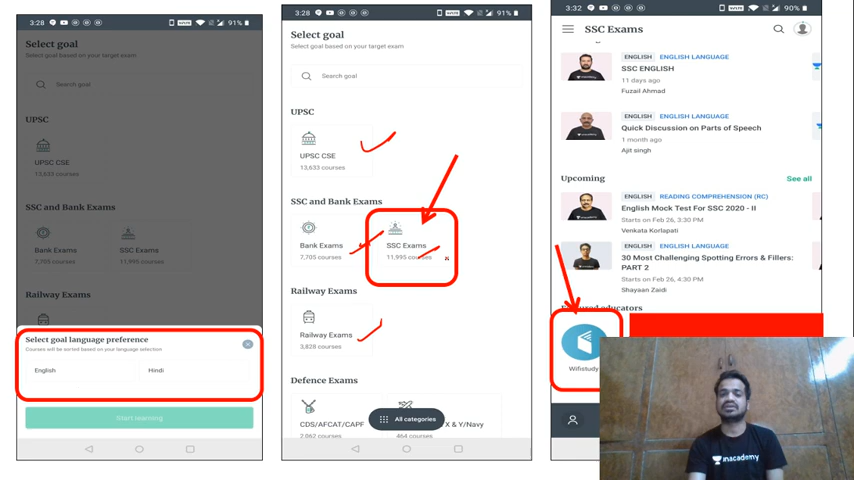 3:28
91%
Select goal
Select goal based on your target exam
Search goal
UPSC
UPSC CSE
13,633 courses
SSC and Bank Exams
Bank Exams
SSC Exams
7,705 courses
11,995 courses
Railway Exams
Select goal language preference
Courses will be sorted based on your language selection
English
Hindi
Start learning
3:28
91%
Select goal
Select goal based on your target exam
Search goal
UPSC
UPSC CSE
13,633 courses
SSC and Bank Exams
Bank Exams
SSC Exams
7,705 courses
11,995 courses
Railway Exams
Railway Exams
3,828 courses
Defence Exams
CDS/AFCAT/CAPF
X & Y/Navy
2,062 courses
464 courses
All categories
3:32
90%
SSC Exams
ENGLISH ENGLISH LANGUAGE
SSC ENGLISH
11 days ago
Fuzail Ahmad
ENGLISH ENGLISH LANGUAGE
Quick Discussion on Parts of Speech
1 month ago
Ajit singh
Upcoming
See all
ENGLISH READING COMPREHENSION (RC)
English Mock Test For SSC 2020 - II
Starts on Feb 26, 3:30 PM
Venkata Korlapati
ENGLISH ENGLISH LANGUAGE
30 Most Challenging Spotting Errors & Fillers:
PART 2
Starts on Feb 26, 4:30 PM
Shayaan Zaidi
educators
Wifistudy
unacademy